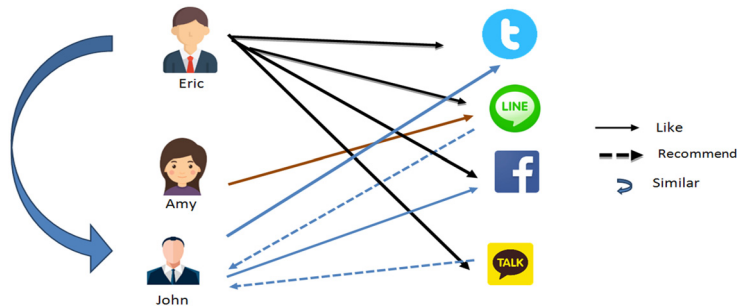 Eric
LINE
Like
Recommend
Similar
Amy
TALK
John